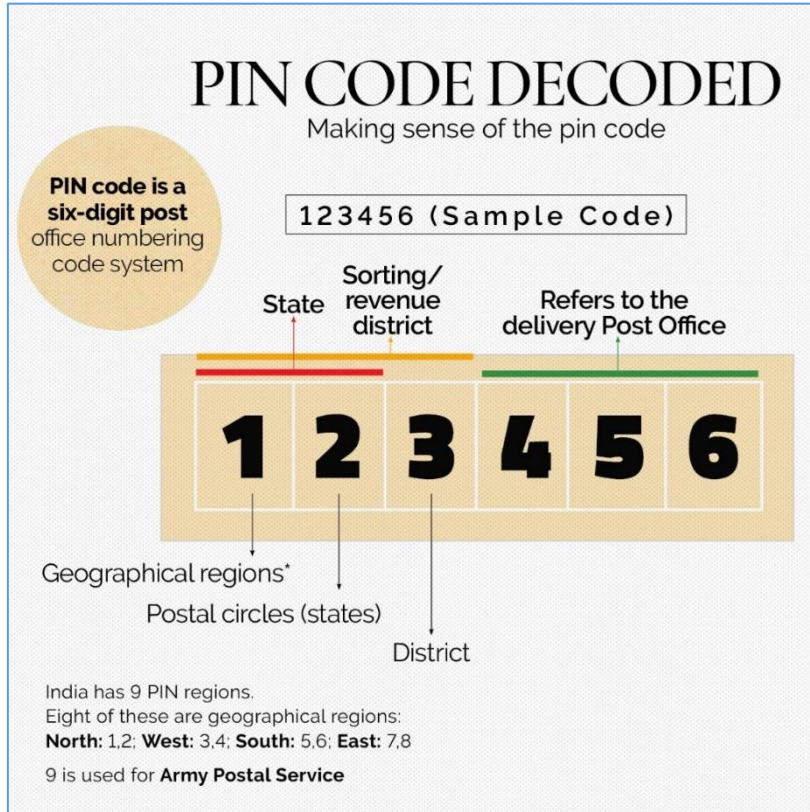 PIN CODE DECODED
Making sense of the pin code
PIN code is a
six-digit post
office numbering
code system
123456 (Sample Code)
State
Sorting/
revenue
district
Refers to the
delivery Post Office
1 2 3 4 5 6
Geographical regions*
Postal circles (states)
District
India has 9 PIN regions.
Eight of these are geographical regions:
North: 1,2; West: 3,4; South: 5,6; East: 7,8
9 is used for Army Postal Service